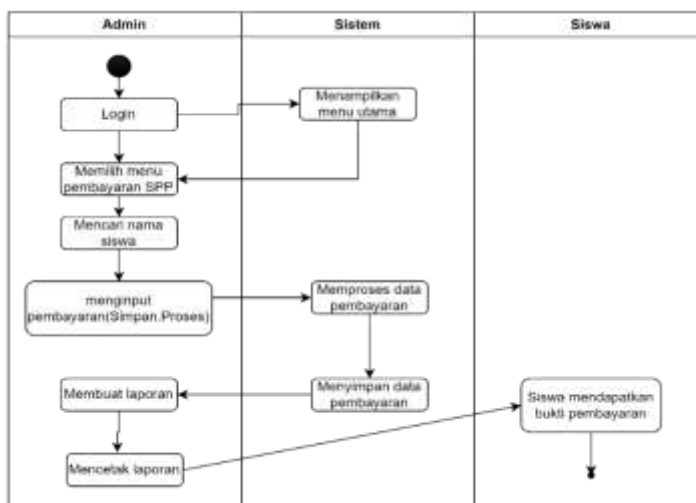 Admin
Sistem
Siswa
Login
Menampilkan
menu utama
Memilih menu
pembayaran SPP
Mencari nama
siswa
menginput
pembayaran(Simpan.Proses)
Memproses data
pembayaran
Menyimpan data
pembayaran
Membuat laporan
Siswa mendapatkan
bukti pembayaran
Mencetak laporan